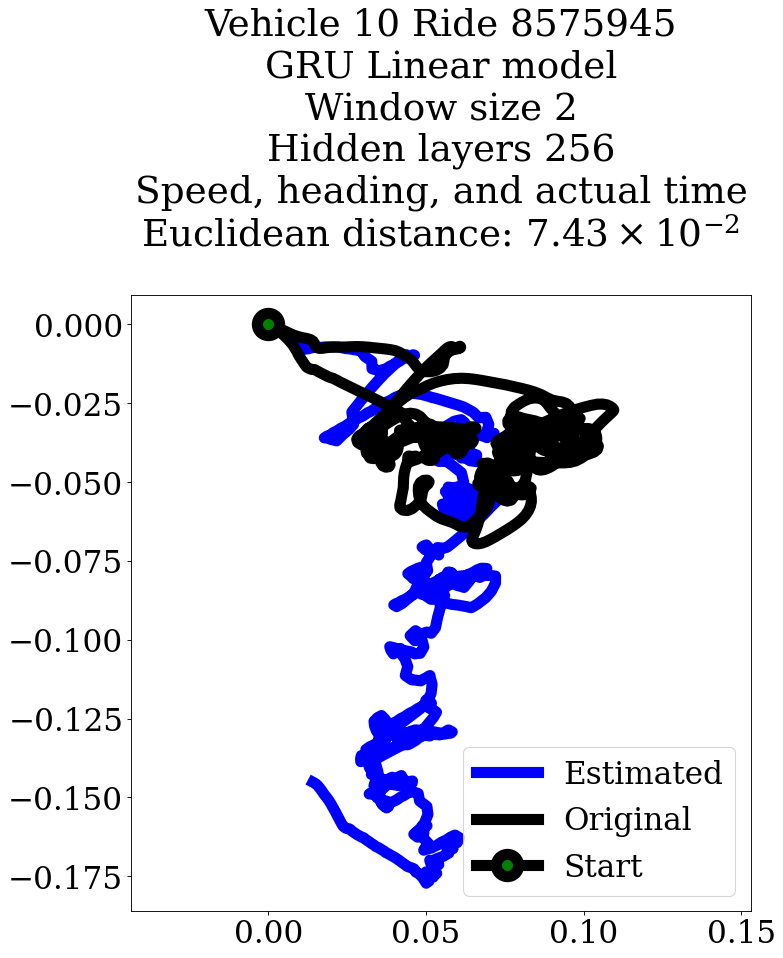 Vehicle 10 Ride 8575945
GRU Linear model
Window size 2
Hidden layers 256
Speed, heading, and actual time
Euclidean distance: 7.43 × 10⁻²
0.000
−0.025
−0.050
−0.075
−0.100
−0.125
−0.150
−0.175
Estimated
Original
Start
0.00 0.05 0.10 0.15